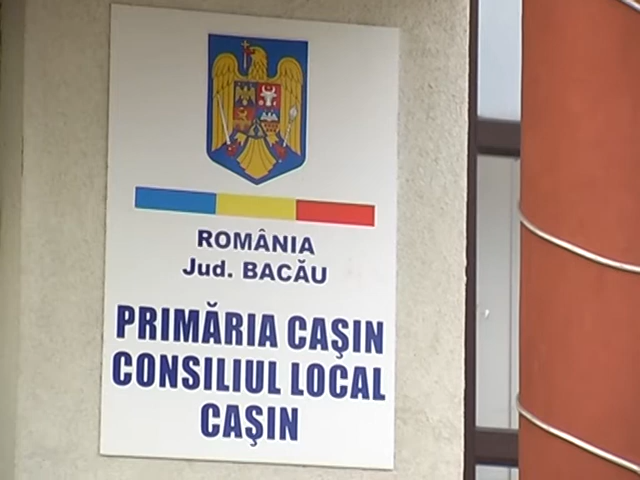 ROMÂNIA
Jud. BACĂU
PRIMĂRIA CAŞIN
CONSILIUL LOCAL
CAŞIN